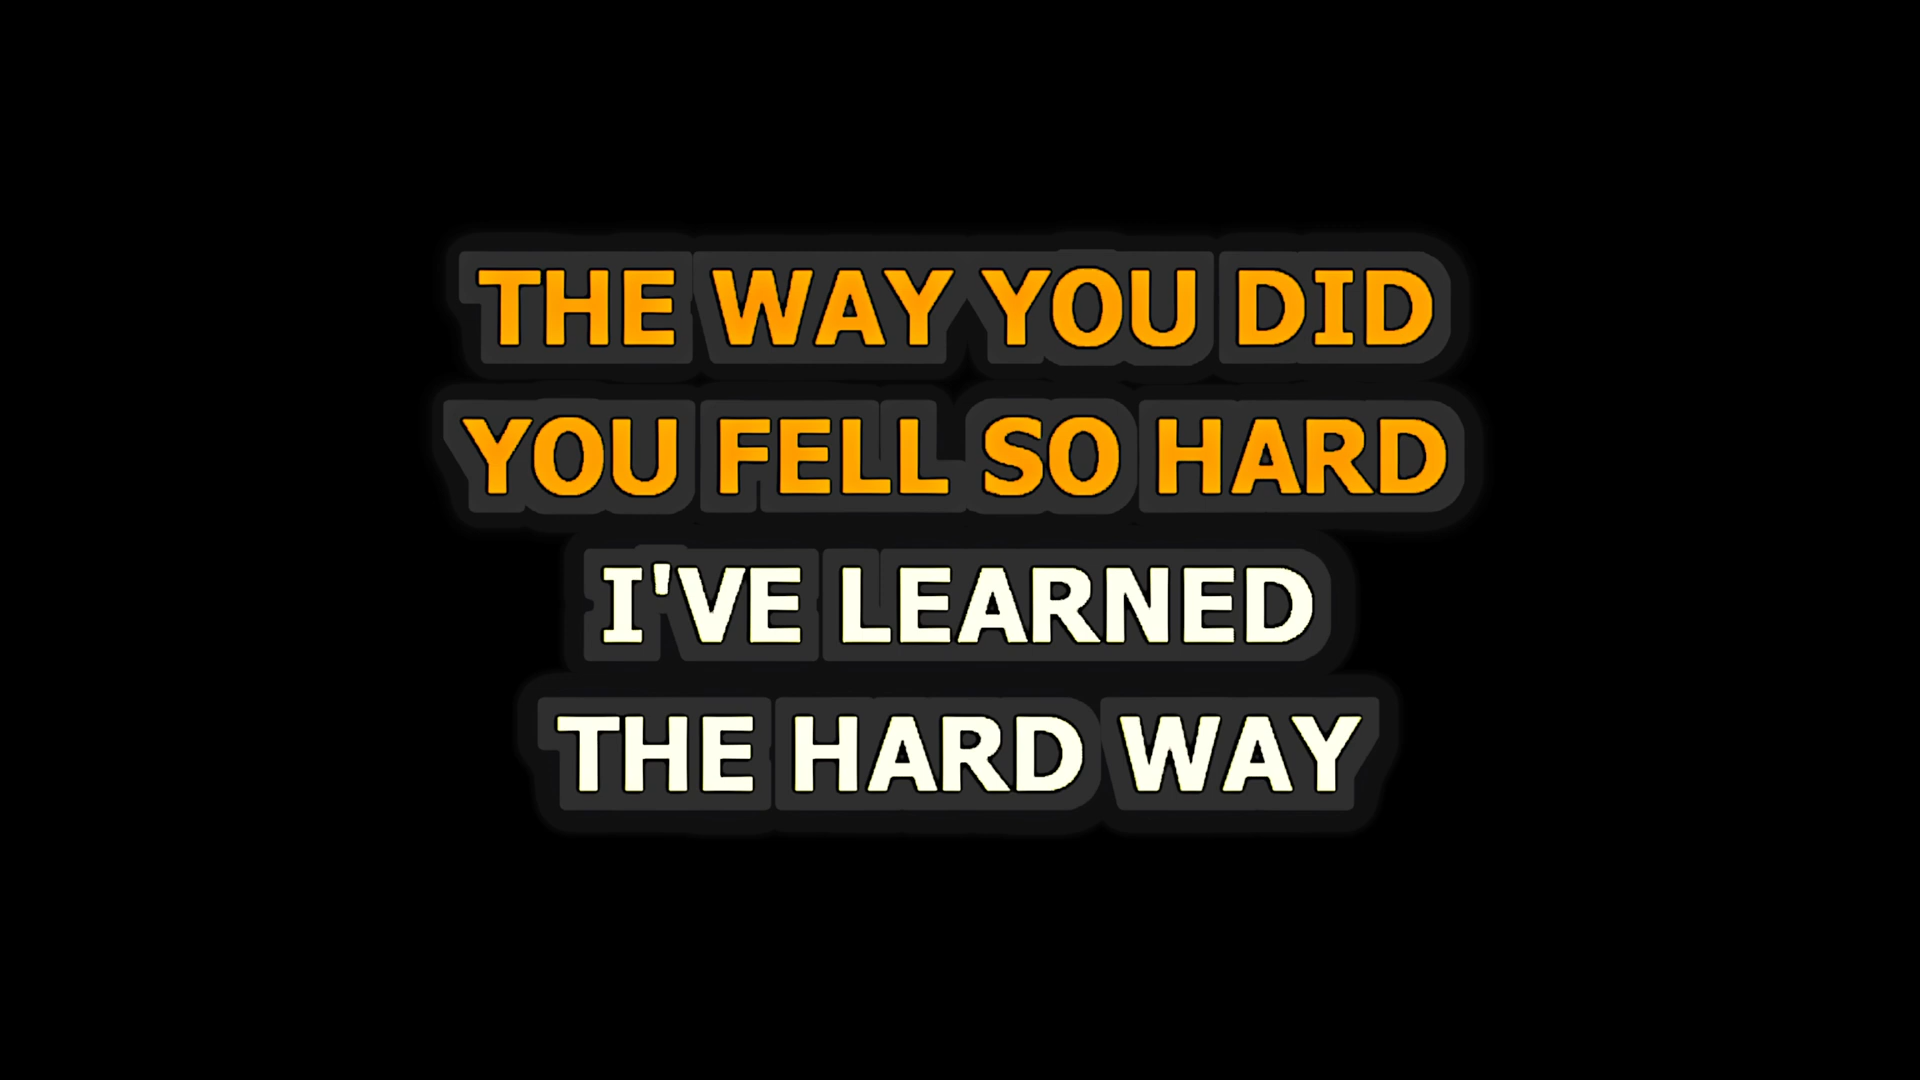 THE WAY YOU DID
YOU FELL SO HARD
I'VE LEARNED
THE HARD WAY